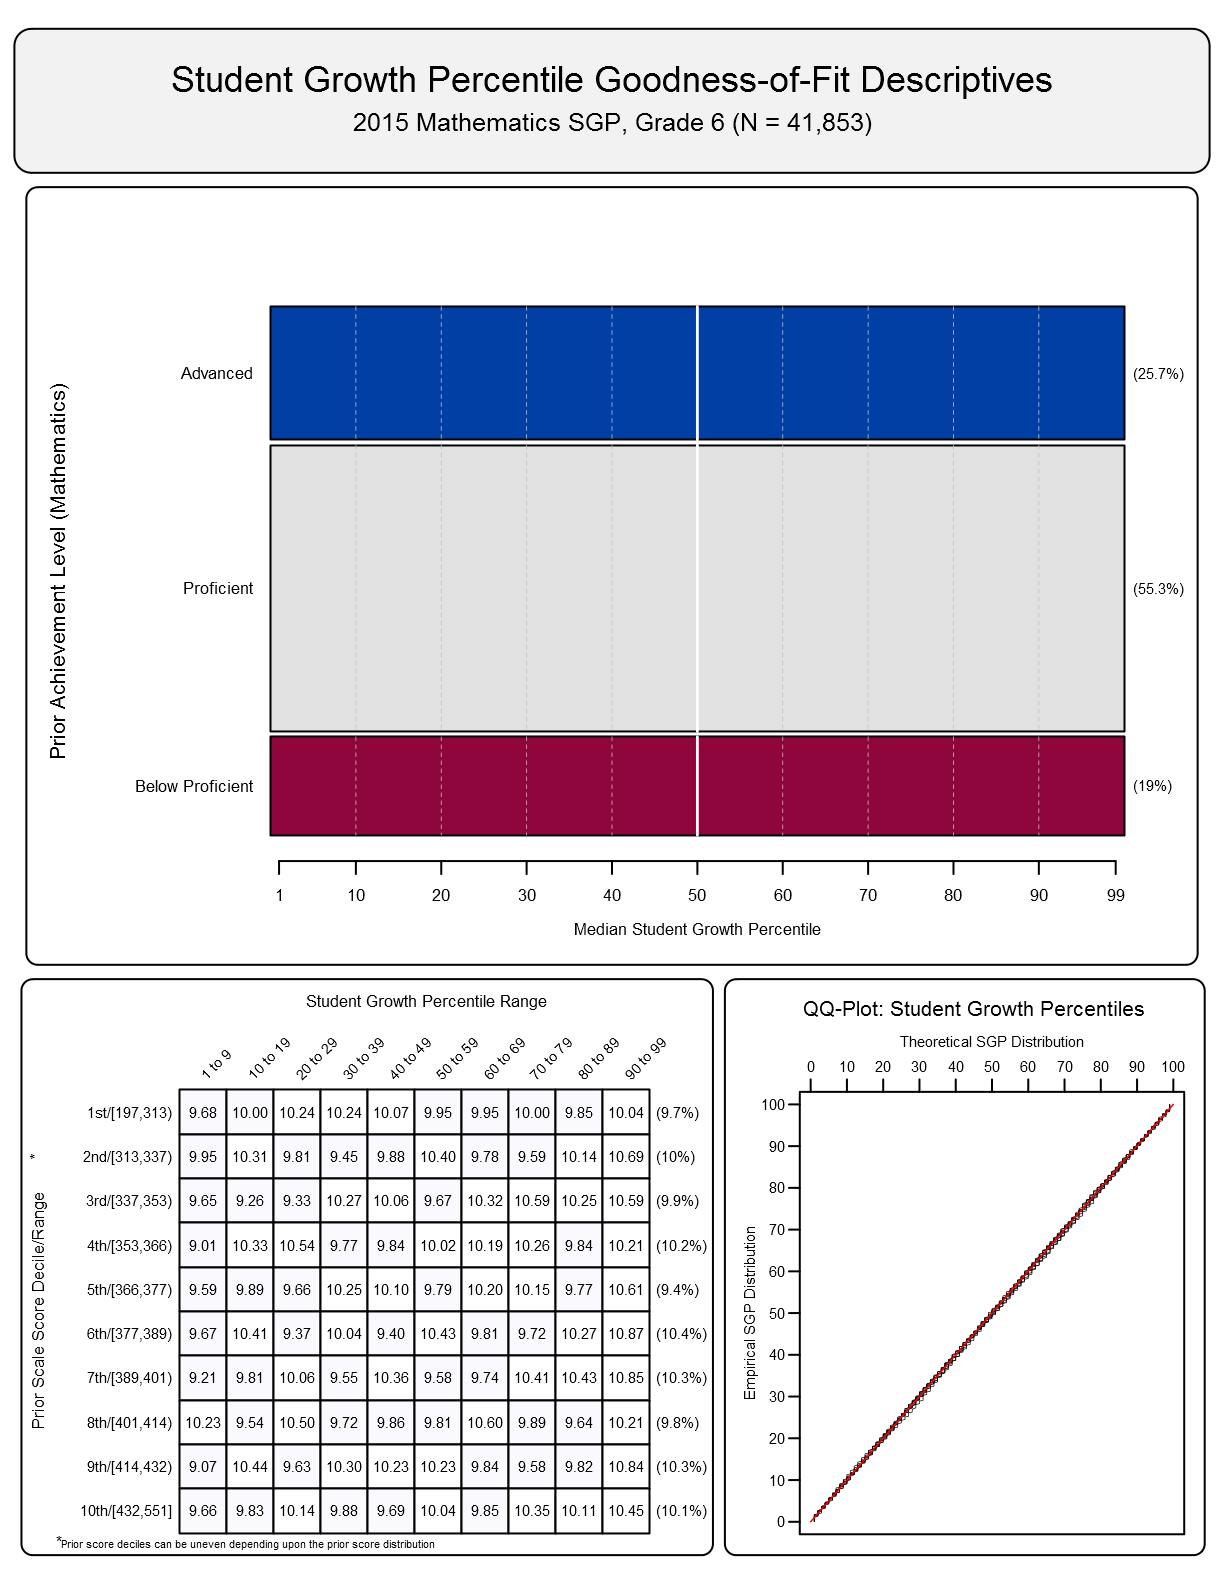 Student Growth Percentile Goodness-of-Fit Descriptives
2015 Mathematics SGP, Grade 6 (N = 41,853)
Prior Achievement Level (Mathematics)
Advanced
(25.7%)
Proficient
(55.3%)
Below Proficient
(19%)
1 10 20 30 40 50 60 70 80 90 99
Median Student Growth Percentile
Student Growth Percentile Range
1 to 9 10 to 19 20 to 29 30 to 39 40 to 49 50 to 59 60 to 69 70 to 79 80 to 89 90 to 99
Prior Scale Score Decile/Range *
1st/[197,313) 9.68 10.00 10.24 10.24 10.07 9.95 9.95 10.00 9.85 10.04 (9.7%)
2nd/[313,337) 9.95 10.31 9.81 9.45 9.88 10.40 9.78 9.59 10.14 10.69 (10%)
3rd/[337,353) 9.65 9.26 9.33 10.27 10.06 9.67 10.32 10.59 10.25 10.59 (9.9%)
4th/[353,366) 9.01 10.33 10.54 9.77 9.84 10.02 10.19 10.26 9.84 10.21 (10.2%)
5th/[366,377) 9.59 9.89 9.66 10.25 10.10 9.79 10.20 10.15 9.77 10.61 (9.4%)
6th/[377,389) 9.67 10.41 9.37 10.04 9.40 10.43 9.81 9.72 10.27 10.87 (10.4%)
7th/[389,401) 9.21 9.81 10.06 9.55 10.36 9.58 9.74 10.41 10.43 10.85 (10.3%)
8th/[401,414) 10.23 9.54 10.50 9.72 9.86 9.81 10.60 9.89 9.64 10.21 (9.8%)
9th/[414,432) 9.07 10.44 9.63 10.30 10.23 10.23 9.84 9.58 9.82 10.84 (10.3%)
10th/[432,551] 9.66 9.83 10.14 9.88 9.69 10.04 9.85 10.35 10.11 10.45 (10.1%)
*Prior score deciles can be uneven depending upon the prior score distribution
QQ-Plot: Student Growth Percentiles
Theoretical SGP Distribution
0 10 20 30 40 50 60 70 80 90 100
Empirical SGP Distribution
100
90
80
70
60
50
40
30
20
10
0